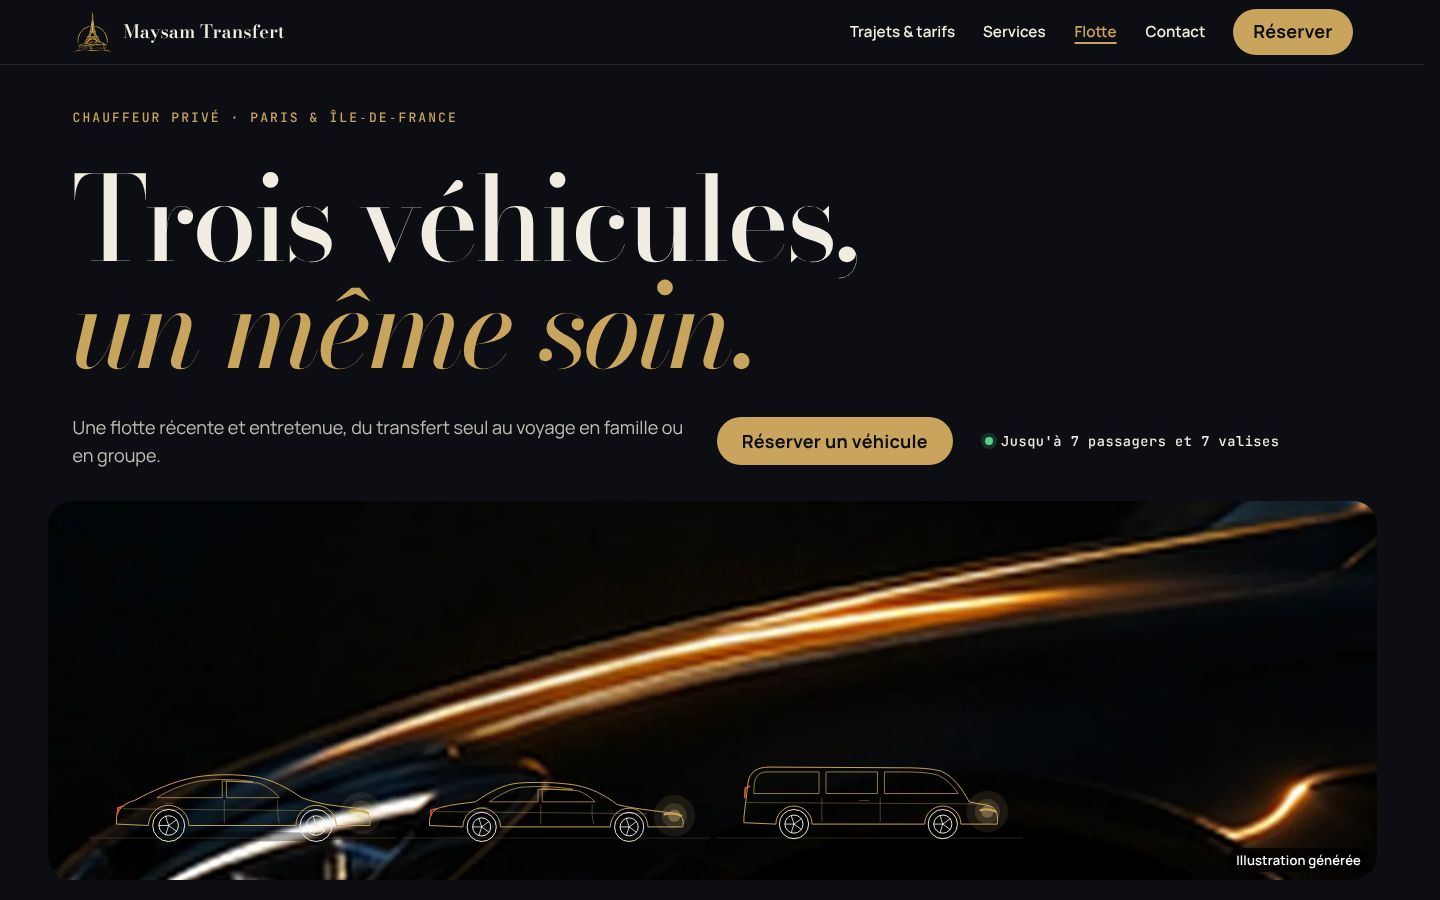 Maysam Transfert
Trajets & tarifs
Services
Flotte
Contact
Réserver
CHAUFFEUR PRIVÉ · PARIS & ÎLE-DE-FRANCE
Trois véhicules,
un même soin.
Une flotte récente et entretenue, du transfert seul au voyage en famille ou
en groupe.
Réserver un véhicule
Jusqu'à 7 passagers et 7 valises
Illustration générée